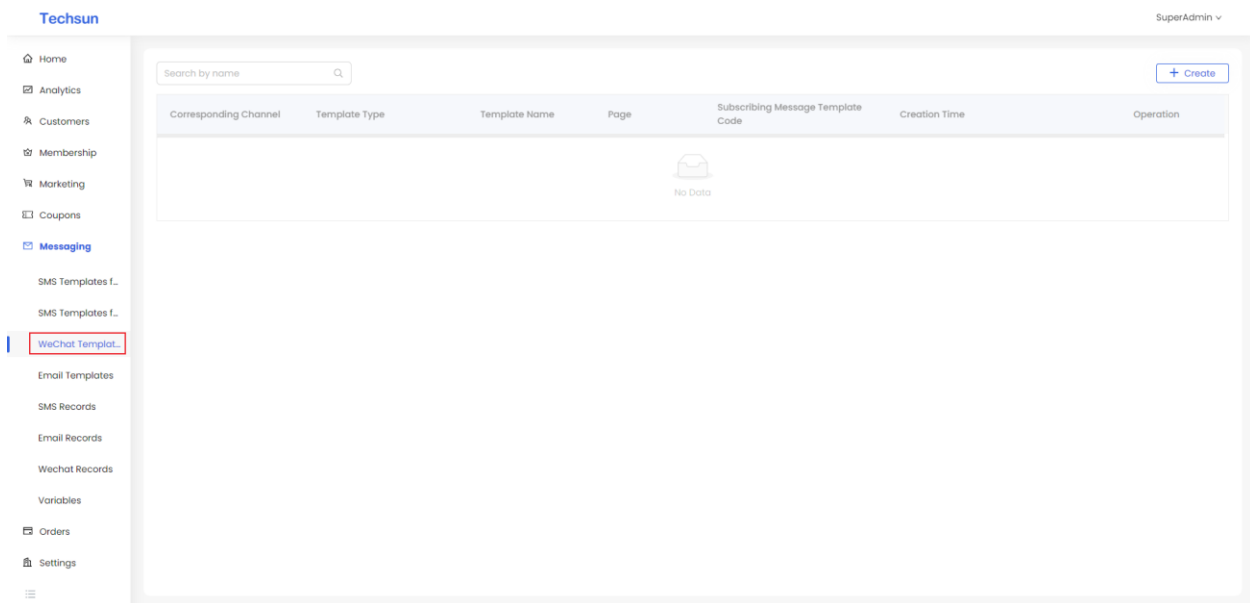 Techsun
SuperAdmin
Home
Analytics
Customers
Membership
Marketing
Coupons
Messaging
SMS Templates f...
SMS Templates f...
WeChat Templat...
Email Templates
SMS Records
Email Records
Wechat Records
Variables
Orders
Settings
Search by name
+ Create
Corresponding Channel
Template Type
Template Name
Page
Subscribing Message Template
Code
Creation Time
Operation
No Data